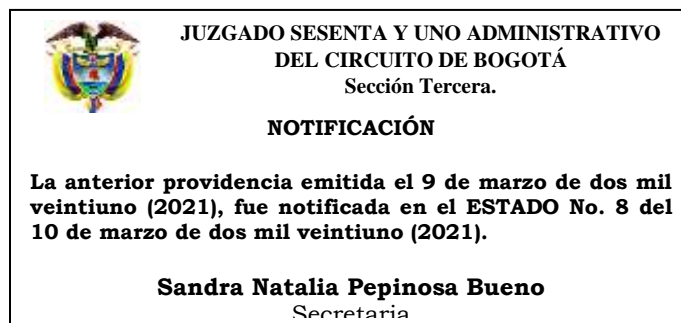 JUZGADO SESENTA Y UNO ADMINISTRATIVO
DEL CIRCUITO DE BOGOTÁ
Sección Tercera.
NOTIFICACIÓN
La anterior providencia emitida el 9 de marzo de dos mil
veintiuno (2021), fue notificada en el ESTADO No. 8 del
10 de marzo de dos mil veintiuno (2021).
Sandra Natalia Pepinosa Bueno
Secretaria